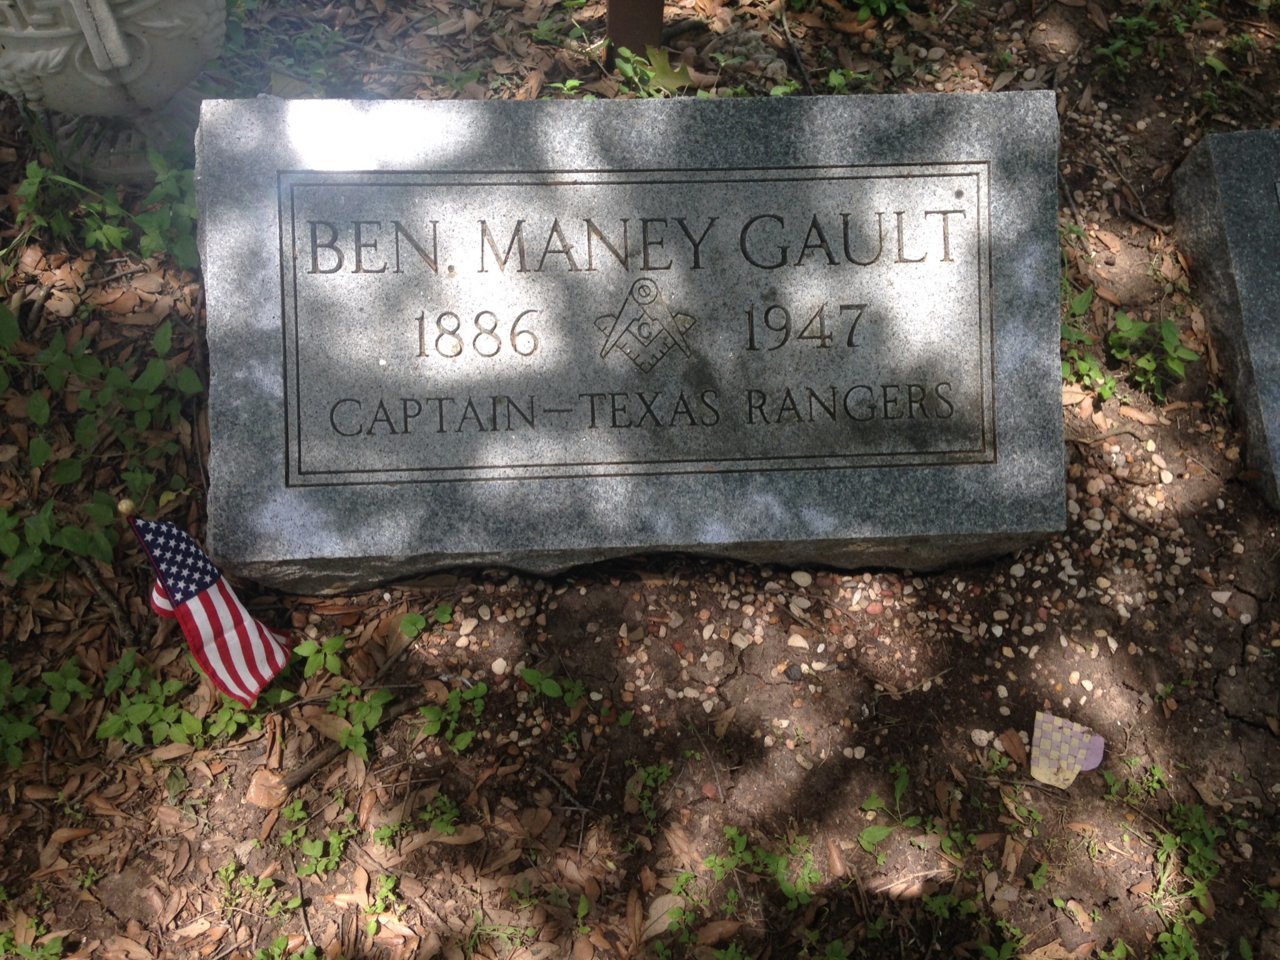 BEN. MANEY GAULT
1886 G 1947
CAPTAIN—TEXAS RANGERS